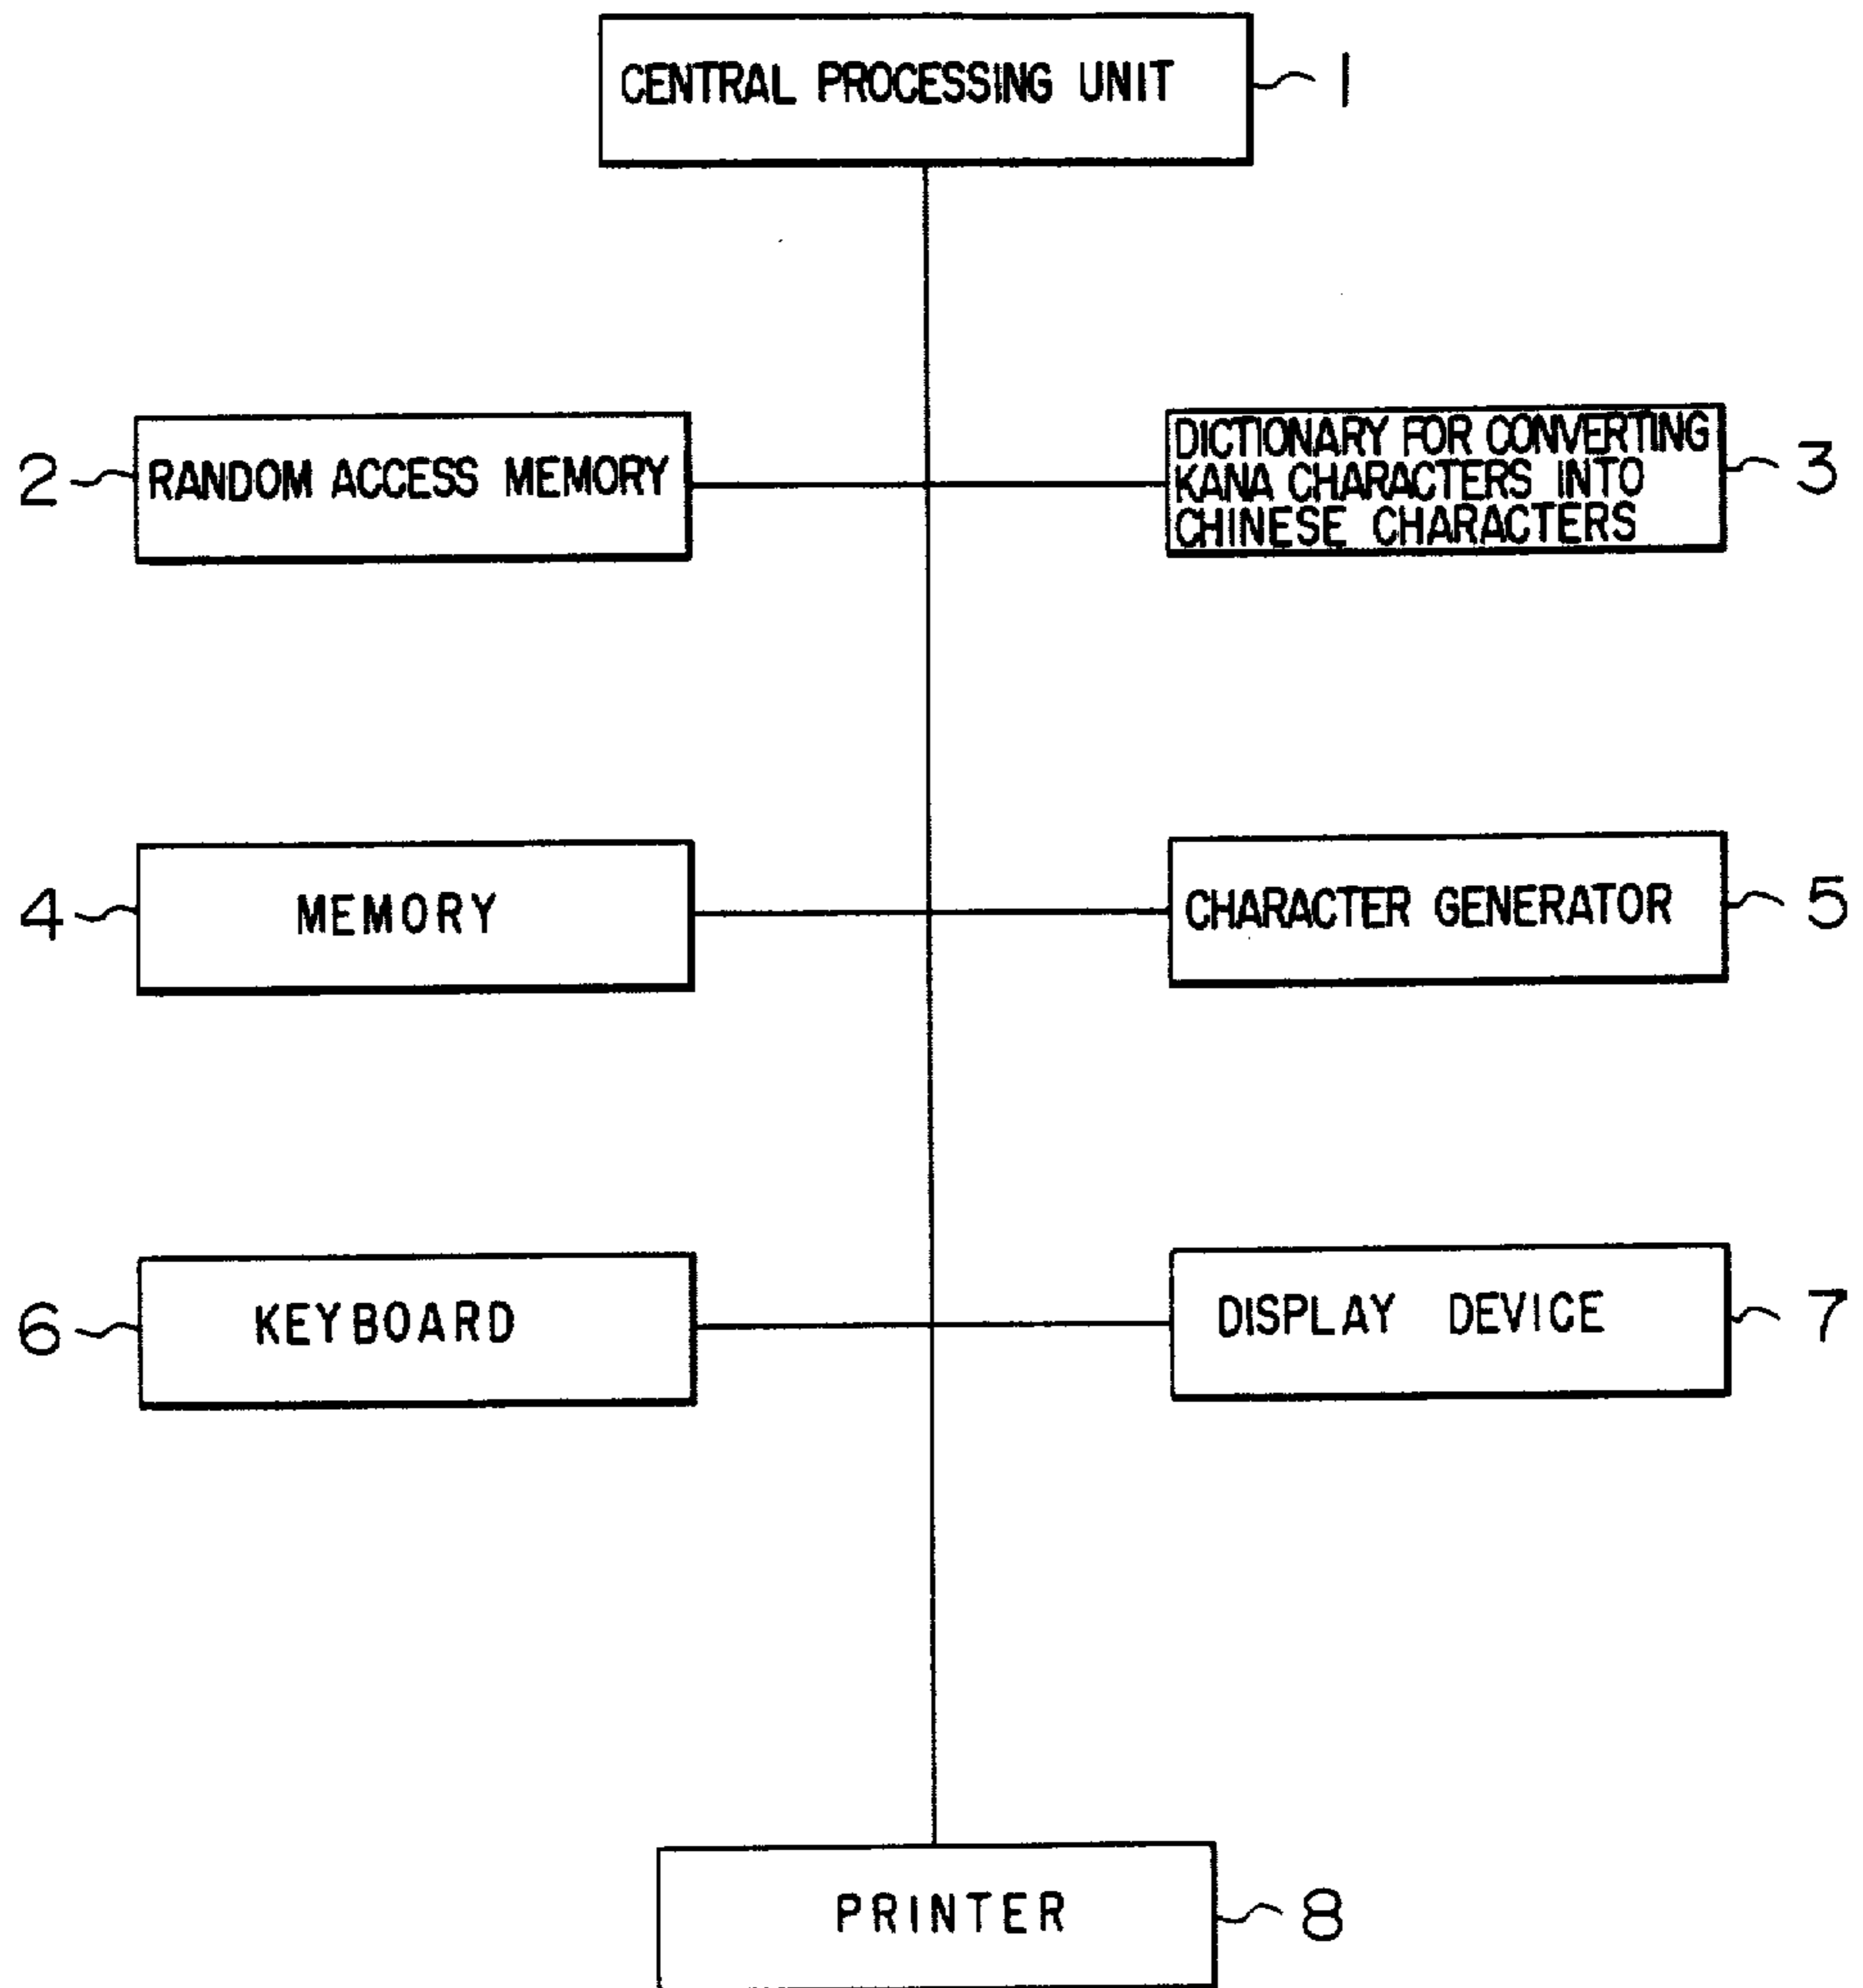 CENTRAL PROCESSING UNIT
1
2
RANDOM ACCESS MEMORY
DICTIONARY FOR CONVERTING
KANA CHARACTERS INTO
CHINESE CHARACTERS
3
4
MEMORY
CHARACTER GENERATOR
5
6
KEYBOARD
DISPLAY DEVICE
7
PRINTER
8